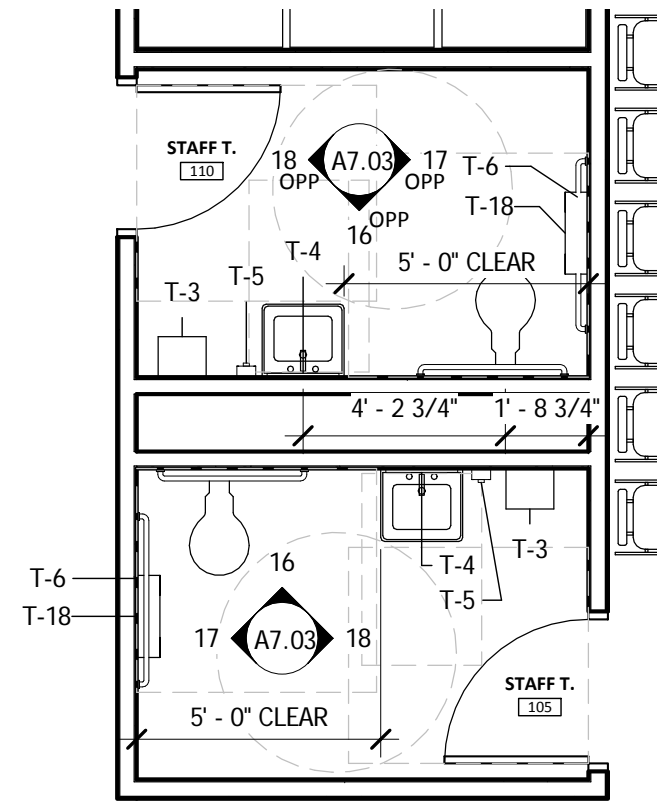 STAFF T.
110
18
OPP
A7.03
17
OPP
OPP
16
T-6
T-18
T-4
T-5
T-3
5' - 0" CLEAR
4' - 2 3/4"
1' - 8 3/4"
T-4
T-5
T-3
16
T-6
T-18
17
A7.03
18
STAFF T.
105
5' - 0" CLEAR